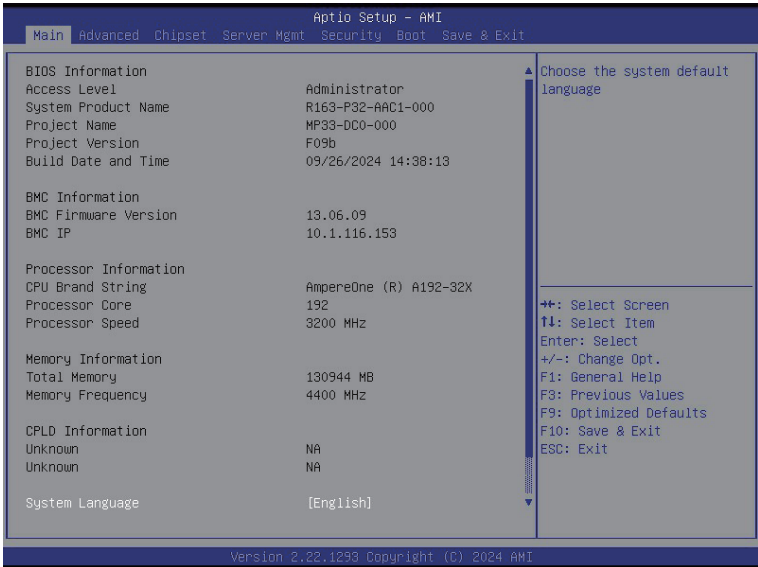 Aptio Setup – AMI
Main Advanced Chipset Server Mgmt Security Boot Save & Exit
BIOS Information
Access Level Administrator
System Product Name R163-P32-AAC1-000
Project Name MP33-DC0-000
Project Version F09b
Build Date and Time 09/26/2024 14:38:13
BMC Information
BMC Firmware Version 13.06.09
BMC IP 10.1.116.153
Processor Information
CPU Brand String AmpereOne (R) A192-32X
Processor Core 192
Processor Speed 3200 MHz
Memory Information
Total Memory 130944 MB
Memory Frequency 4400 MHz
CPLD Information
Unknown NA
Unknown NA
System Language [English]
Choose the system default
language
→←: Select Screen
↑↓: Select Item
Enter: Select
+/-: Change Opt.
F1: General Help
F3: Previous Values
F9: Optimized Defaults
F10: Save & Exit
ESC: Exit
Version 2.22.1293 Copyright (C) 2024 AMI